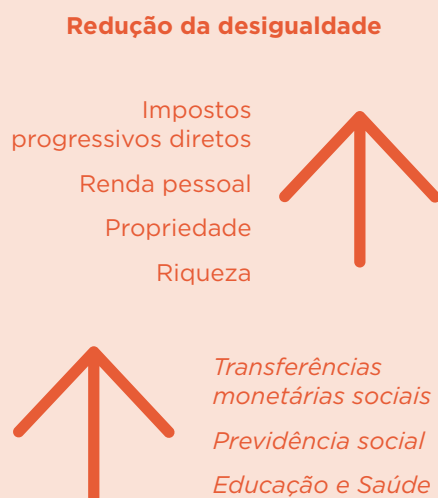 Redução da desigualdade
Impostos
progressivos diretos
Renda pessoal
Propriedade
Riqueza
Transferências
monetárias sociais
Previdência social
Educação e Saúde